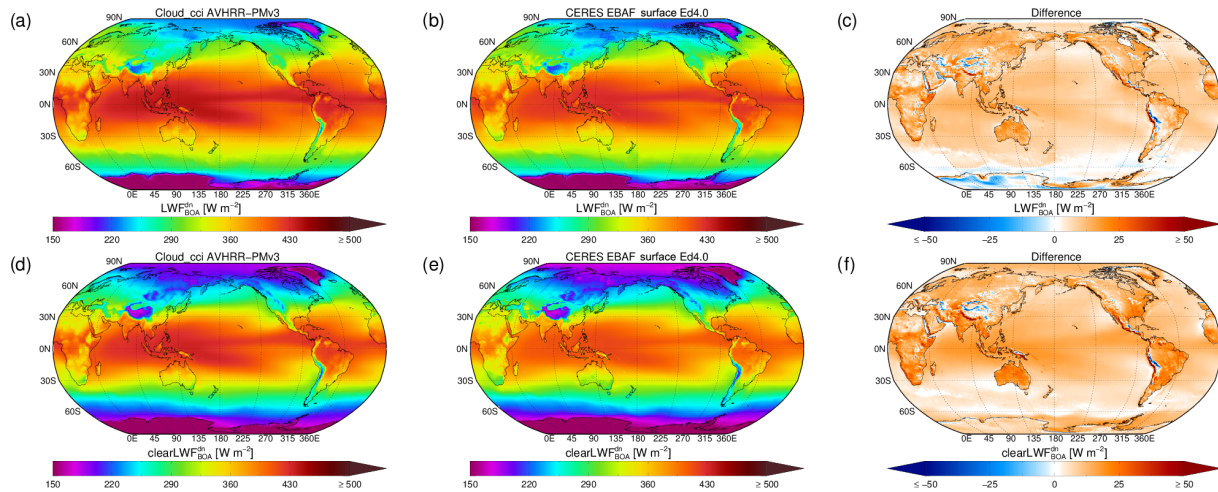 (a) Cloud_cci AVHRR−PMv3
90N
60N
30N
0N
30S
60S
0E 45 90 135 180 225 270 315 360E
LWF^dn_BOA [W m−2]
150 220 290 360 430 ≥ 500
(b) CERES EBAF surface Ed4.0
90N
60N
30N
0N
30S
60S
0E 45 90 135 180 225 270 315 360E
LWF^dn_BOA [W m−2]
150 220 290 360 430 ≥ 500
(c) Difference
90N
60N
30N
0N
30S
60S
0E 45 90 135 180 225 270 315 360E
LWF^dn_BOA [W m−2]
≤ −50 −25 0 25 ≥ 50
(d) Cloud_cci AVHRR−PMv3
90N
60N
30N
0N
30S
60S
0E 45 90 135 180 225 270 315 360E
clearLWF^dn_BOA [W m−2]
150 220 290 360 430 ≥ 500
(e) CERES EBAF surface Ed4.0
90N
60N
30N
0N
30S
60S
0E 45 90 135 180 225 270 315 360E
clearLWF^dn_BOA [W m−2]
150 220 290 360 430 ≥ 500
(f) Difference
90N
60N
30N
0N
30S
60S
0E 45 90 135 180 225 270 315 360E
clearLWF^dn_BOA [W m−2]
≤ −50 −25 0 25 ≥ 50